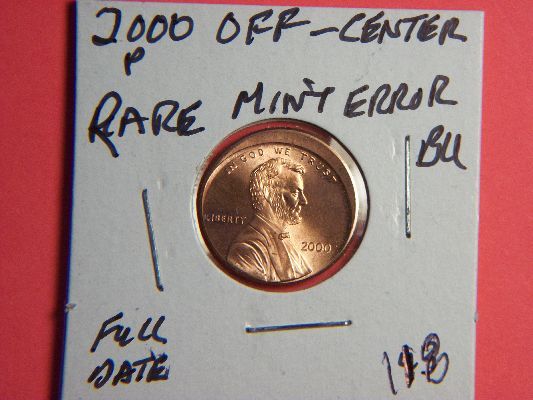 2000 OFF-CENTER
P
RARE MINT ERROR
BU
IN GOD WE TRUST
LIBERTY
2000
FULL
DATE